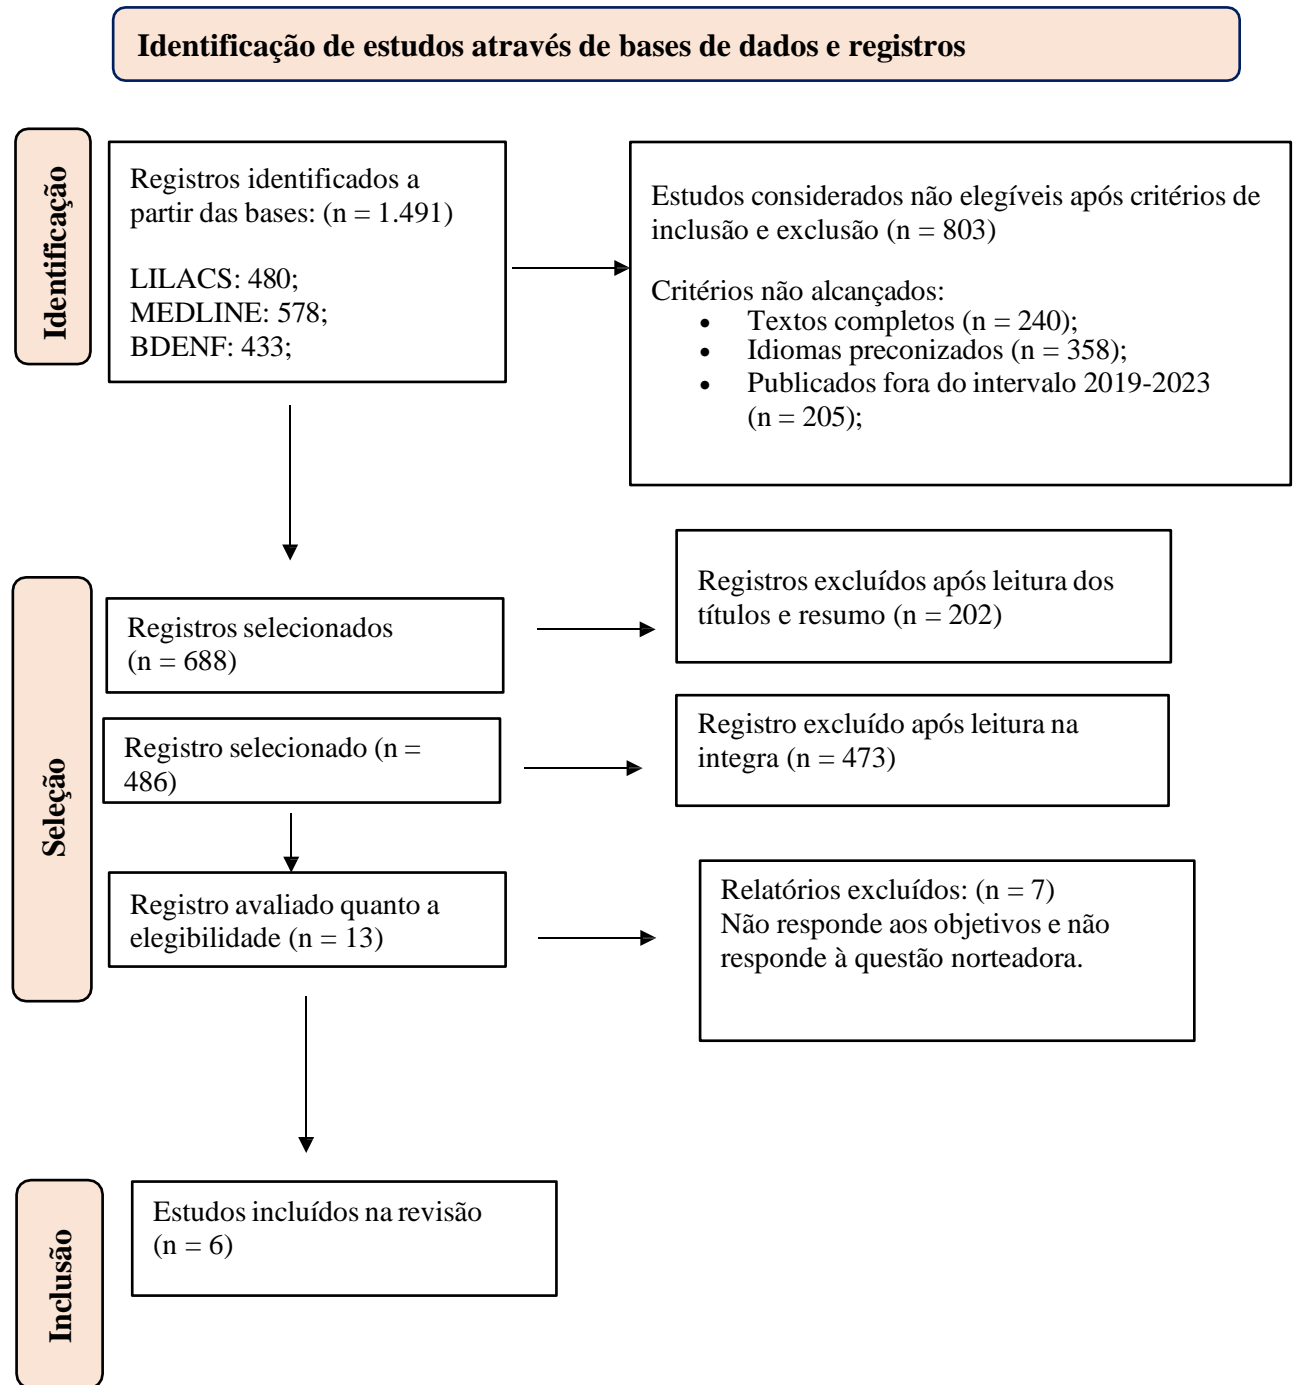 Identificação de estudos através de bases de dados e registros
Identificação
Registros identificados a
partir das bases: (n = 1.491)
LILACS: 480;
MEDLINE: 578;
BDENF: 433;
Estudos considerados não elegíveis após critérios de
inclusão e exclusão (n = 803)
Critérios não alcançados:
• Textos completos (n = 240);
• Idiomas preconizados (n = 358);
• Publicados fora do intervalo 2019-2023
(n = 205);
Seleção
Registros selecionados
(n = 688)
Registros excluídos após leitura dos
títulos e resumo (n = 202)
Registro selecionado (n =
486)
Registro excluído após leitura na
integra (n = 473)
Registro avaliado quanto a
elegibilidade (n = 13)
Relatórios excluídos: (n = 7)
Não responde aos objetivos e não
responde à questão norteadora.
Inclusão
Estudos incluídos na revisão
(n = 6)